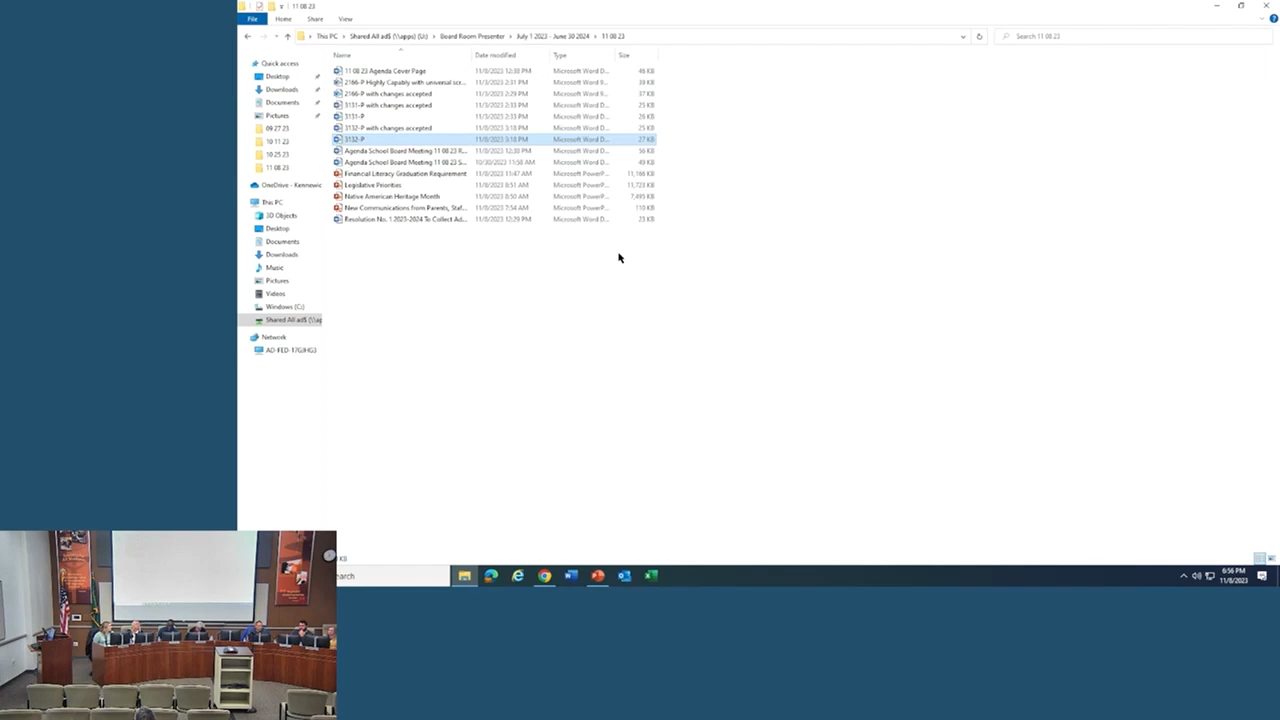 11 08 23
File Home Share View
This PC > Shared All ad$ (\\apps) (U:) > Board Room Presenter > July 1 2023 - June 30 2024 > 11 08 23
Search 11 08 23
Name Date modified Type Size
Quick access
Desktop
Downloads
Documents
Pictures
09 27 23
10 11 23
10 25 23
11 08 23
OneDrive - Kennewic
This PC
3D Objects
Desktop
Documents
Downloads
Music
Pictures
Videos
Windows (C:)
Shared All ad$ (\\ap
Network
AD-FED-17GJHG3
11 08 23 Agenda Cover Page 11/8/2023 12:38 PM Microsoft Word D... 46 KB
2166-P Highly Capably with universal scr... 11/3/2023 2:31 PM Microsoft Word 9... 39 KB
2166-P with changes accepted 11/3/2023 2:29 PM Microsoft Word 9... 37 KB
3131-P with changes accepted 11/3/2023 2:33 PM Microsoft Word D... 25 KB
3131-P 11/3/2023 2:33 PM Microsoft Word D... 26 KB
3132-P with changes accepted 11/8/2023 3:18 PM Microsoft Word D... 25 KB
3132-P 11/8/2023 3:18 PM Microsoft Word D... 27 KB
Agenda School Board Meeting 11 08 23 R... 11/8/2023 12:38 PM Microsoft Word D... 56 KB
Agenda School Board Meeting 11 08 23 S... 10/30/2023 11:58 AM Microsoft Word D... 49 KB
Financial Literacy Graduation Requirement 11/8/2023 11:47 AM Microsoft PowerP... 11,166 KB
Legislative Priorities 11/8/2023 8:51 AM Microsoft PowerP... 11,723 KB
Native American Heritage Month 11/8/2023 8:50 AM Microsoft PowerP... 7,495 KB
New Communications from Parents, Staf... 11/8/2023 7:54 AM Microsoft PowerP... 110 KB
Resolution No. 1 2023-2024 To Collect Ad... 11/8/2023 12:29 PM Microsoft Word D... 23 KB
KB
earch
6:56 PM
11/8/2023